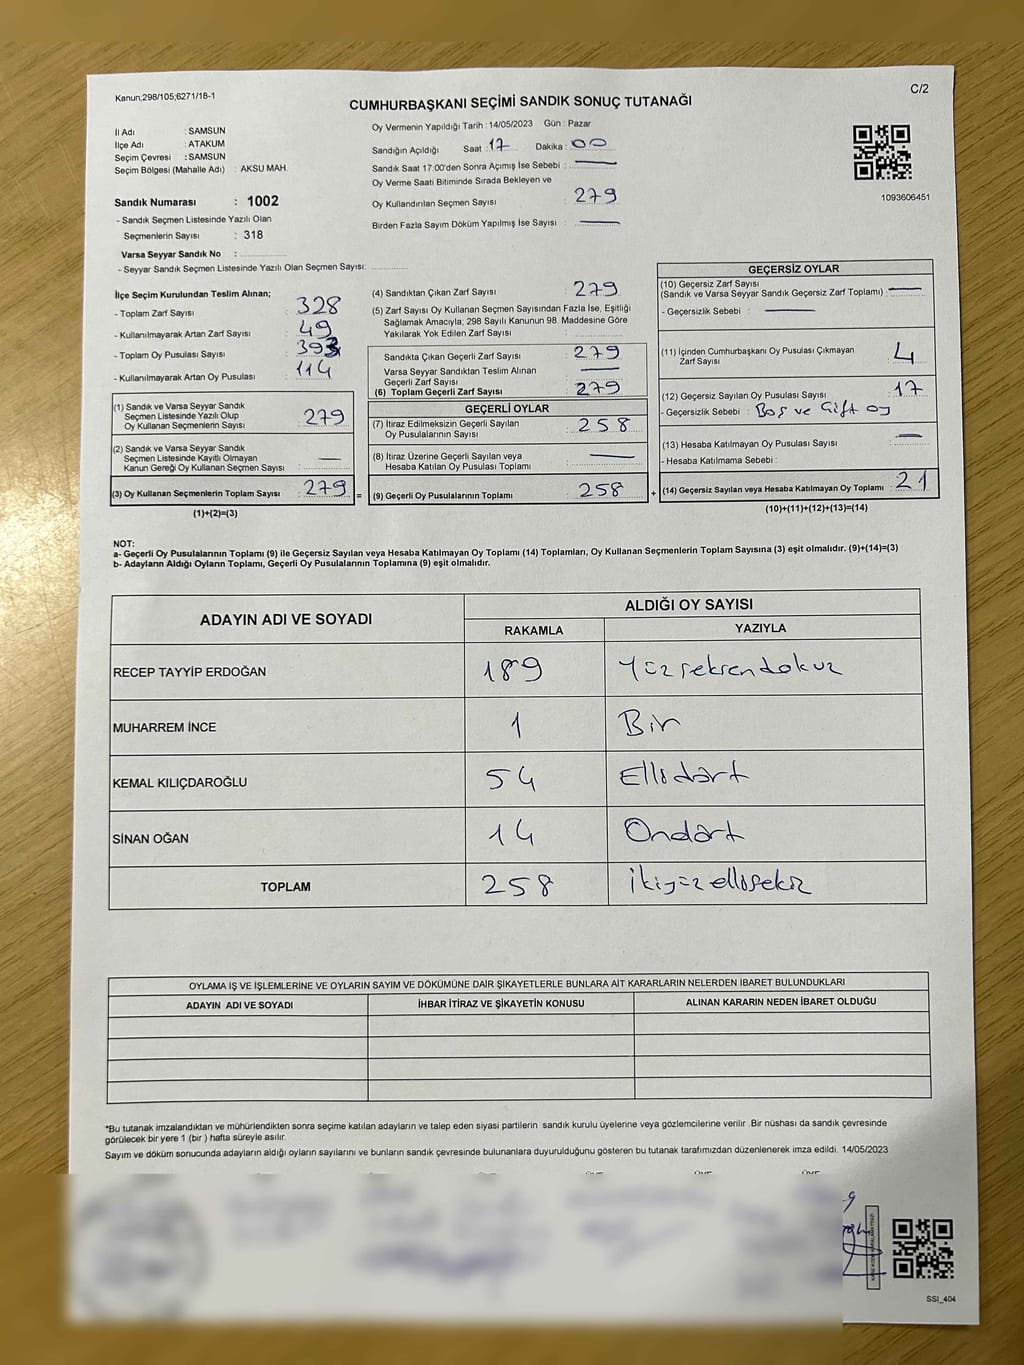 Kanun;298/105;6271/18-1
C/2
CUMHURBAŞKANI SEÇİMİ SANDIK SONUÇ TUTANAĞI
İl Adı : SAMSUN
İlçe Adı : ATAKUM
Seçim Çevresi : SAMSUN
Seçim Bölgesi (Mahalle Adı) : AKSU MAH.
Sandık Numarası : 1002
- Sandık Seçmen Listesinde Yazılı Olan
Seçmenlerin Sayısı : 318
Varsa Seyyar Sandık No :
- Seyyar Sandık Seçmen Listesinde Yazılı Olan Seçmen Sayısı:
Oy Vermenin Yapıldığı Tarih : 14/05/2023 Gün : Pazar
Sandığın Açıldığı Saat : 17 Dakika : 00
Sandık Saat 17:00'den Sonra Açımış İse Sebebi : —
Oy Verme Saati Bitiminde Sırada Bekleyen ve
Oy Kullandırılan Seçmen Sayısı : 279
Birden Fazla Sayım Döküm Yapılmış İse Sayısı : —
1093606451
İlçe Seçim Kurulundan Teslim Alınan;
- Toplam Zarf Sayısı : 328
- Kullanılmayarak Artan Zarf Sayısı : 49
- Toplam Oy Pusulası Sayısı : 393
- Kullanılmayarak Artan Oy Pusulası : 114
(1) Sandık ve Varsa Seyyar Sandık
Seçmen Listesinde Yazılı Olup
Oy Kullanan Seçmenlerin Sayısı : 279
(2) Sandık ve Varsa Seyyar Sandık
Seçmen Listesinde Kayıtlı Olmayan
Kanun Gereği Oy Kullanan Seçmen Sayısı : —
(3) Oy Kullanan Seçmenlerin Toplam Sayısı : 279 =
(1)+(2)=(3)
(4) Sandıktan Çıkan Zarf Sayısı : 279
(5) Zarf Sayısı Oy Kullanan Seçmen Sayısından Fazla İse, Eşitliği
Sağlamak Amacıyla, 298 Sayılı Kanunun 98. Maddesine Göre
Yakılarak Yok Edilen Zarf Sayısı :
Sandıkta Çıkan Geçerli Zarf Sayısı : 279
Varsa Seyyar Sandıktan Teslim Alınan
Geçerli Zarf Sayısı : —
(6) Toplam Geçerli Zarf Sayısı : 279
GEÇERLİ OYLAR
(7) İtiraz Edilmeksizin Geçerli Sayılan
Oy Pusulalarının Sayısı : 258
(8) İtiraz Üzerine Geçerli Sayılan veya
Hesaba Katılan Oy Pusulası Toplamı : —
(9) Geçerli Oy Pusulalarının Toplamı : 258 +
GEÇERSİZ OYLAR
(10) Geçersiz Zarf Sayısı
(Sandık ve Varsa Seyyar Sandık Geçersiz Zarf Toplamı) : —
- Geçersizlik Sebebi : —
(11) İçinden Cumhurbaşkanı Oy Pusulası Çıkmayan
Zarf Sayısı : 4
(12) Geçersiz Sayılan Oy Pusulası Sayısı : 17
- Geçersizlik Sebebi : Boş ve Çift oy
(13) Hesaba Katılmayan Oy Pusulası Sayısı : —
- Hesaba Katılmama Sebebi :
(14) Geçersiz Sayılan veya Hesaba Katılmayan Oy Toplamı : 21
(10)+(11)+(12)+(13)=(14)
NOT:
a- Geçerli Oy Pusulalarının Toplamı (9) ile Geçersiz Sayılan veya Hesaba Katılmayan Oy Toplamı (14) Toplamları, Oy Kullanan Seçmenlerin Toplam Sayısına (3) eşit olmalıdır. (9)+(14)=(3)
b- Adayların Aldığı Oyların Toplamı, Geçerli Oy Pusulalarının Toplamına (9) eşit olmalıdır.
ADAYIN ADI VE SOYADI ALDIĞI OY SAYISI
RAKAMLA YAZIYLA
RECEP TAYYİP ERDOĞAN 189 Yüzseksendokuz
MUHARREM İNCE 1 Bir
KEMAL KILIÇDAROĞLU 54 Ellidört
SİNAN OĞAN 14 Ondört
TOPLAM 258 İkiyüzellisekiz
OYLAMA İŞ VE İŞLEMLERİNE VE OYLARIN SAYIM VE DÖKÜMÜNE DAİR ŞİKAYETLERLE BUNLARA AİT KARARLARIN NELERDEN İBARET BULUNDUKLARI
ADAYIN ADI VE SOYADI İHBAR İTİRAZ VE ŞİKAYETİN KONUSU ALINAN KARARIN NEDEN İBARET OLDUĞU
*Bu tutanak imzalandıktan ve mühürlendikten sonra seçime katılan adayların ve talep eden siyasi partilerin sandık kurulu üyelerine veya gözlemcilerine verilir .Bir nüshası da sandık çevresinde
görülecek bir yere 1 (bir ) hafta süreyle asılır.
Sayım ve döküm sonucunda adayların aldığı oyların sayılarını ve bunların sandık çevresinde bulunanlara duyurulduğunu gösteren bu tutanak tarafımızdan düzenlenerek imza edildi. 14/05/2023
SSI_404